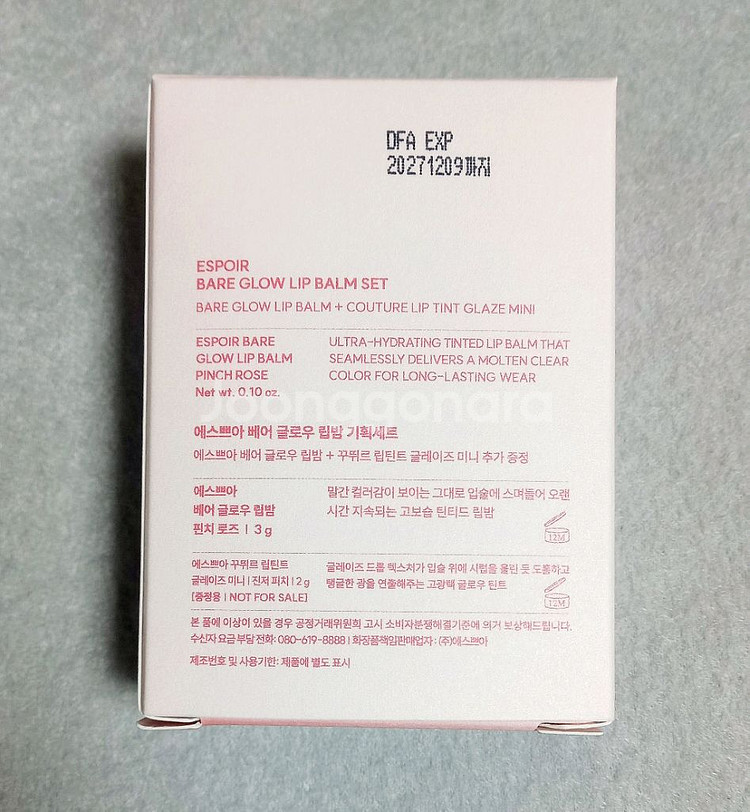 DFA EXP
20271209까지
ESPOIR
BARE GLOW LIP BALM SET
BARE GLOW LIP BALM + COUTURE LIP TINT GLAZE MINI
ESPOIR BARE
GLOW LIP BALM
PINCH ROSE
Net wt. 0.10 oz.
ULTRA-HYDRATING TINTED LIP BALM THAT
SEAMLESSLY DELIVERS A MOLTEN CLEAR
COLOR FOR LONG-LASTING WEAR
Joonggonara
에스쁘아 베어 글로우 립밤 기획세트
에스쁘아 베어 글로우 립밤 + 꾸뛰르 립틴트 글레이즈 미니 추가 증정
에스쁘아
베어 글로우 립밤
핀치 로즈 | 3 g
말간 컬러감이 보이는 그대로 입술에 스며들어 오랜
시간 지속되는 고보습 틴티드 립밤
12M
에스쁘아 꾸뛰르 립틴트
글레이즈 미니 | 진저 피치 | 2 g
[증정용 | NOT FOR SALE]
글레이즈 드롭 텍스처가 입술 위에 시럽을 올린 듯 도톰하고
탱글한 광을 연출해주는 고광택 글로우 틴트
12M
본 품에 이상이 있을 경우 공정거래위원회 고시 소비자분쟁해결기준에 의거 보상해드립니다.
수신자 요금 부담 전화: 080-619-8888 | 화장품책임판매업자 : (주)에스쁘아
제조번호 및 사용기한: 제품에 별도 표시